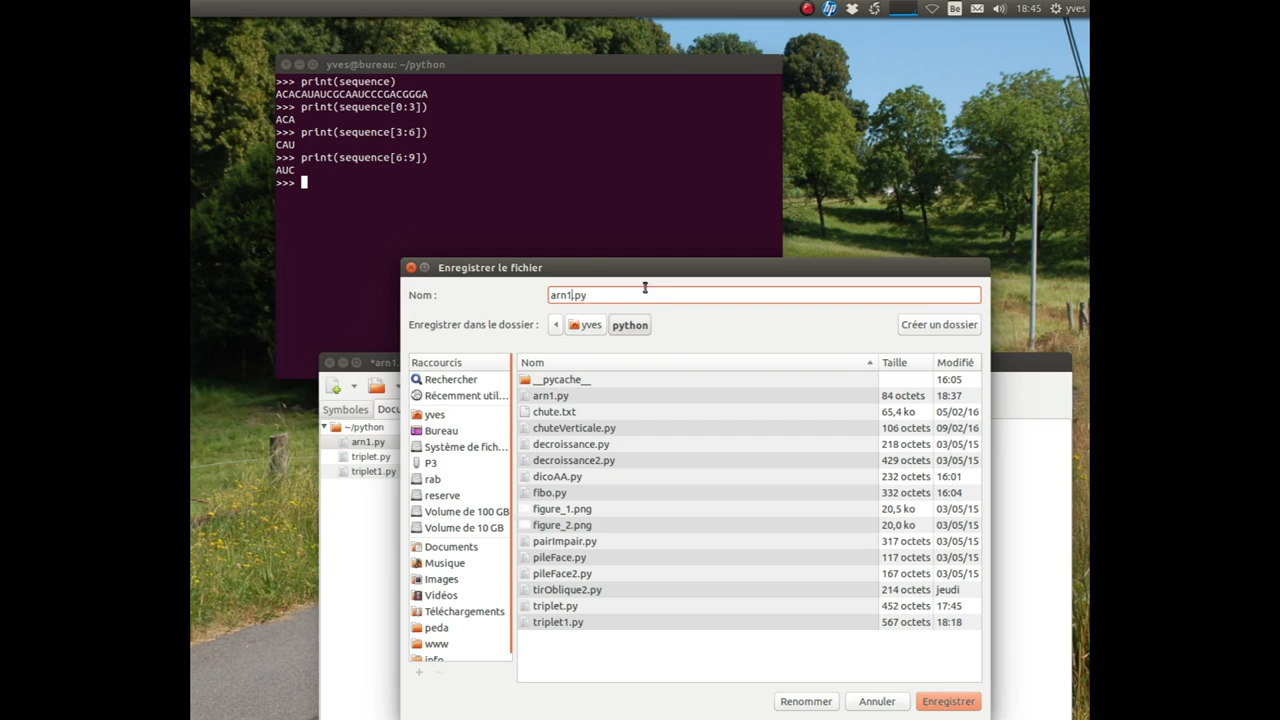 Be
18:45
yves
yves@bureau: ~/python
>>> print(sequence)
ACACAUAUCGCAAUCCCGACGGGA
>>> print(sequence[0:3])
ACA
>>> print(sequence[3:6])
CAU
>>> print(sequence[6:9])
AUC
>>>
Enregistrer le fichier
Nom :
arn1.py
Enregistrer dans le dossier :
yves
python
Créer un dossier
*arn1.
Symboles
Docu
~/python
arn1.py
triplet.py
triplet1.py
Raccourcis
Rechercher
Récemment util...
yves
Bureau
Système de fich...
P3
rab
reserve
Volume de 100 GB
Volume de 10 GB
Documents
Musique
Images
Vidéos
Téléchargements
peda
www
info
Nom Taille Modifié
__pycache__ 16:05
arn1.py 84 octets 18:37
chute.txt 65,4 ko 05/02/16
chuteVerticale.py 106 octets 09/02/16
decroissance.py 218 octets 03/05/15
decroissance2.py 429 octets 03/05/15
dicoAA.py 232 octets 16:01
fibo.py 332 octets 16:04
figure_1.png 20,5 ko 03/05/15
figure_2.png 20,0 ko 03/05/15
pairImpair.py 317 octets 03/05/15
pileFace.py 117 octets 03/05/15
pileFace2.py 167 octets 03/05/15
tirOblique2.py 214 octets jeudi
triplet.py 452 octets 17:45
triplet1.py 567 octets 18:18
Renommer
Annuler
Enregistrer